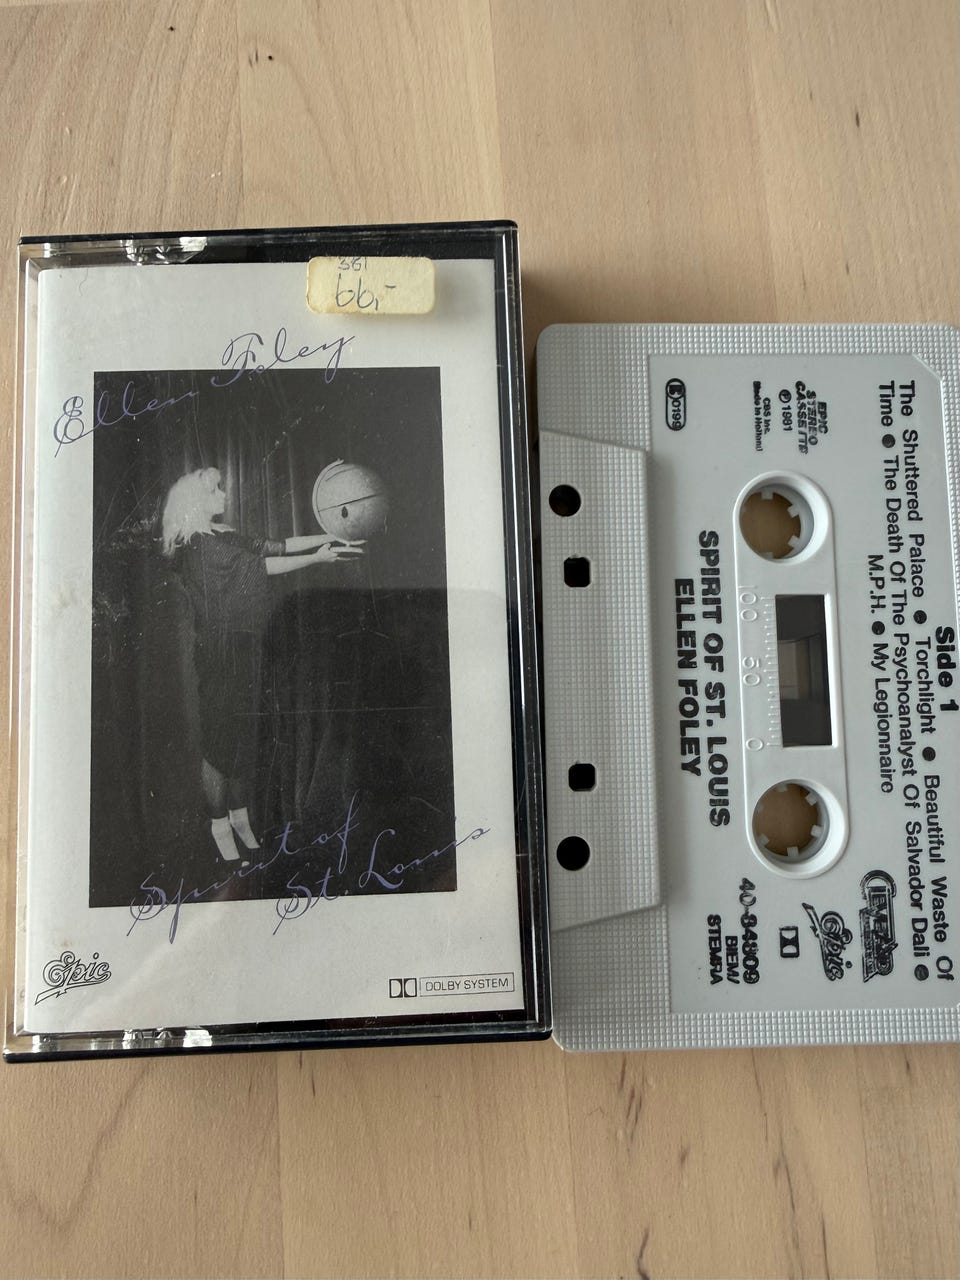 361
66,-
Ellen Foley
Spirit of
St. Louis
Epic
DOLBY SYSTEM
Side 1
The Shuttered Palace ● Torchlight ● Beautiful Waste Of
Time ● The Death Of The Psychoanalyst Of Salvador Dali ●
M.P.H. ● My Legionnaire
EPIC
STEREO
CASSETTE
℗ 1981
CBS Inc.
Made in Holland
R 0199
100 50 0
SPIRIT OF ST. LOUIS
ELLEN FOLEY
Epic
40-84809
BIEM/
STEMRA